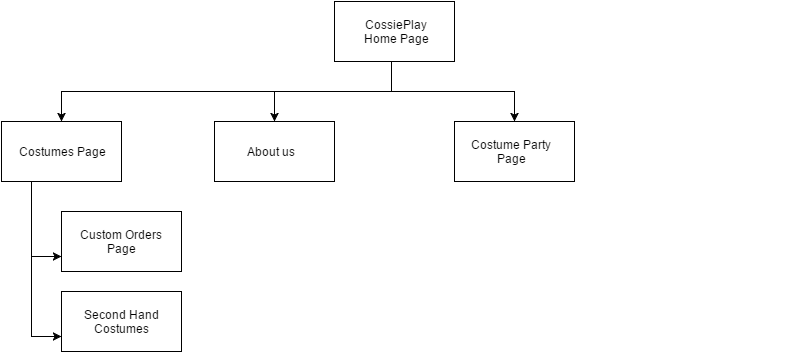 CossiePlay
Home Page
Costumes Page
About us
Costume Party
Page
Custom Orders
Page
Second Hand
Costumes